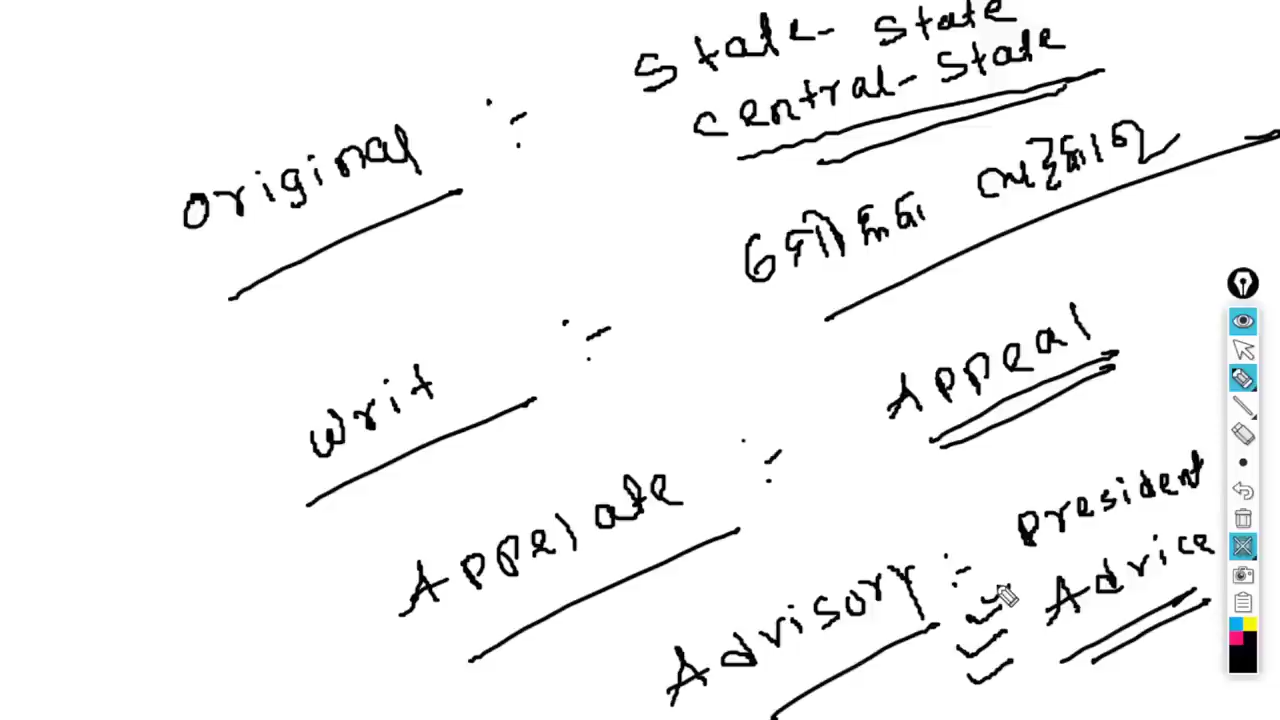 State- State
Central-State
Original :-
Writ :-
Appeal
Appelate :-
President
Advice
Advisory :-